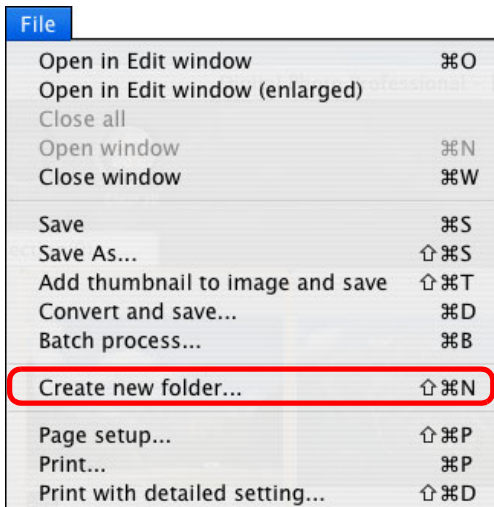 File
Open in Edit window ⌘O
Open in Edit window (enlarged)
Close all
Open window ⌘N
Close window ⌘W
Save ⌘S
Save As... ⇧⌘S
Add thumbnail to image and save ⇧⌘T
Convert and save... ⌘D
Batch process... ⌘B
Create new folder... ⇧⌘N
Page setup... ⇧⌘P
Print... ⌘P
Print with detailed setting... ⇧⌘D